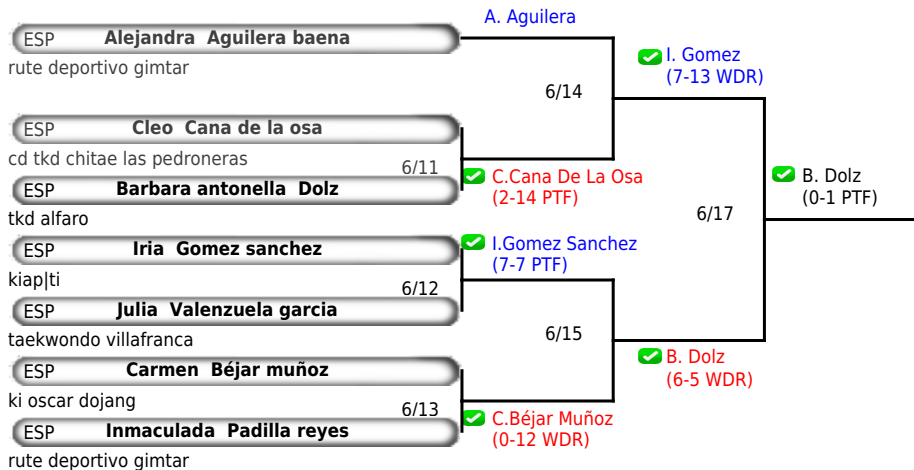 A. Aguilera
ESP Alejandra Aguilera baena
rute deportivo gimtar
I. Gomez
(7-13 WDR)
6/14
ESP Cleo Cana de la osa
cd tkd chitae las pedroneras
6/11
C.Cana De La Osa
(2-14 PTF)
B. Dolz
(0-1 PTF)
ESP Barbara antonella Dolz
tkd alfaro
6/17
ESP Iria Gomez sanchez
I.Gomez Sanchez
(7-7 PTF)
kiap|ti
6/12
ESP Julia Valenzuela garcia
taekwondo villafranca
6/15
ESP Carmen Béjar muñoz
B. Dolz
(6-5 WDR)
ki oscar dojang
6/13
C.Béjar Muñoz
(0-12 WDR)
ESP Inmaculada Padilla reyes
rute deportivo gimtar